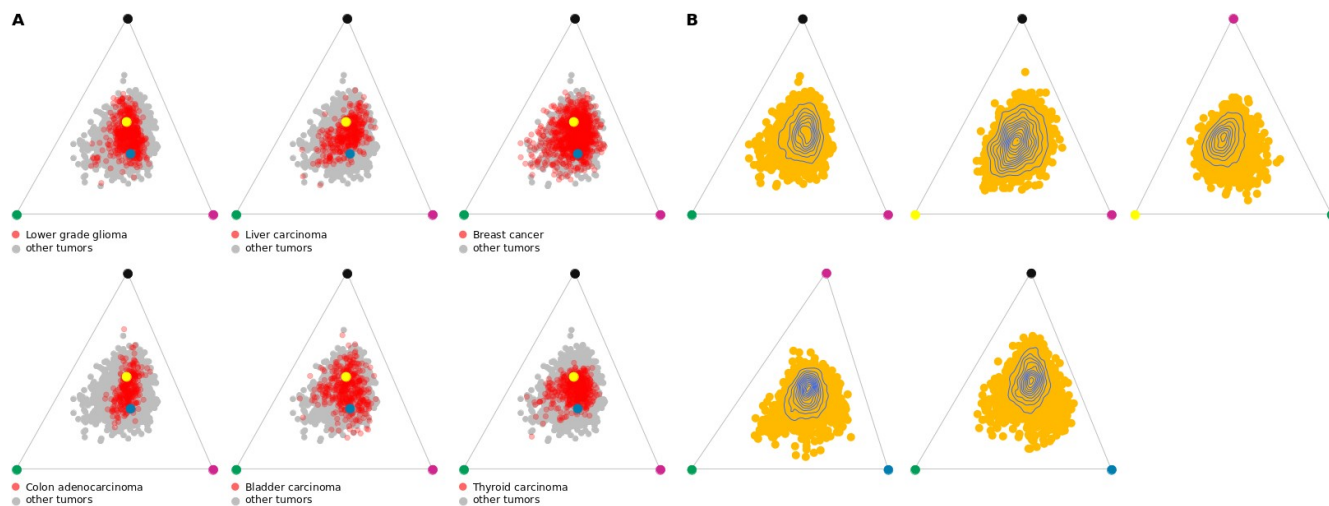 A
B
Lower grade glioma
other tumors
Liver carcinoma
other tumors
Breast cancer
other tumors
Colon adenocarcinoma
other tumors
Bladder carcinoma
other tumors
Thyroid carcinoma
other tumors